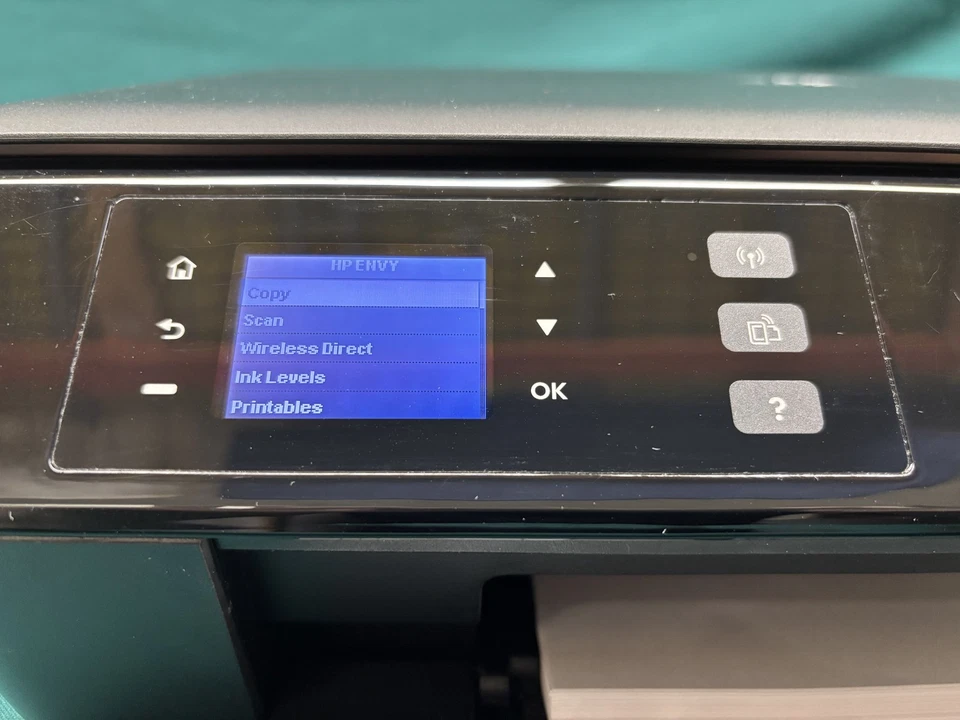 HP ENVY
Copy
Scan
Wireless Direct
Ink Levels
Printables
OK
?